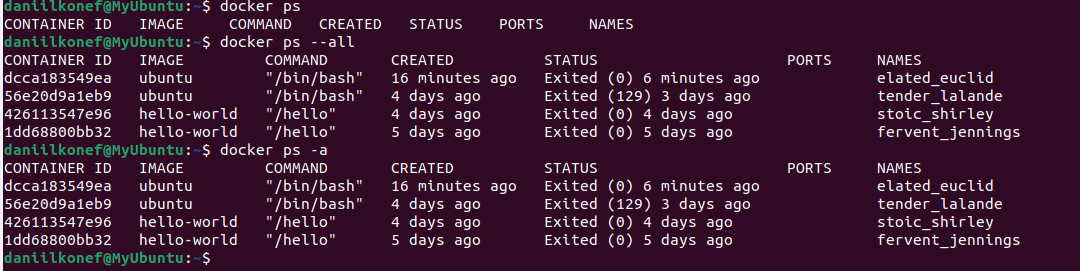 daniilkonef@MyUbuntu:~$ docker ps
CONTAINER ID   IMAGE     COMMAND   CREATED   STATUS    PORTS     NAMES
daniilkonef@MyUbuntu:~$ docker ps --all
CONTAINER ID   IMAGE         COMMAND       CREATED          STATUS                     PORTS     NAMES
dcca183549ea   ubuntu        "/bin/bash"   16 minutes ago   Exited (0) 6 minutes ago             elated_euclid
56e20d9a1eb9   ubuntu        "/bin/bash"   4 days ago       Exited (129) 3 days ago              tender_lalande
426113547e96   hello-world   "/hello"      4 days ago       Exited (0) 4 days ago                stoic_shirley
1dd68800bb32   hello-world   "/hello"      5 days ago       Exited (0) 5 days ago                fervent_jennings
daniilkonef@MyUbuntu:~$ docker ps -a
CONTAINER ID   IMAGE         COMMAND       CREATED          STATUS                     PORTS     NAMES
dcca183549ea   ubuntu        "/bin/bash"   16 minutes ago   Exited (0) 6 minutes ago             elated_euclid
56e20d9a1eb9   ubuntu        "/bin/bash"   4 days ago       Exited (129) 3 days ago              tender_lalande
426113547e96   hello-world   "/hello"      4 days ago       Exited (0) 4 days ago                stoic_shirley
1dd68800bb32   hello-world   "/hello"      5 days ago       Exited (0) 5 days ago                fervent_jennings
daniilkonef@MyUbuntu:~$